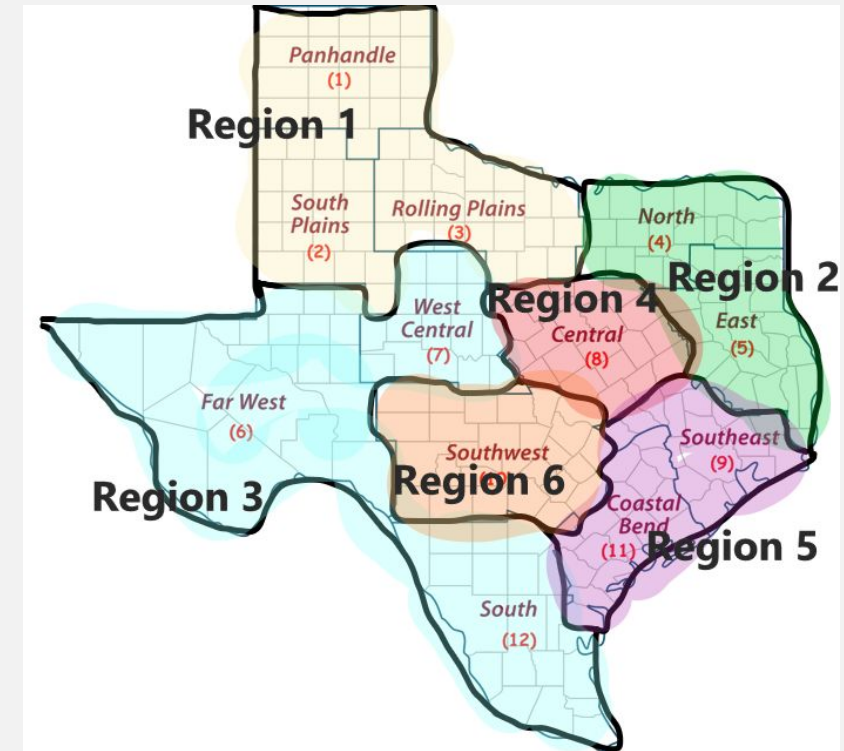 Panhandle
(1)
Region 1
South
Plains
(2)
Rolling Plains
(3)
North
(4)
Region 2
Region 4
West
Central
(7)
Central
(8)
East
(5)
Far West
(6)
Southwest
Region 6
Southeast
(9)
Region 3
Coastal
Bend
(11)
Region 5
South
(12)